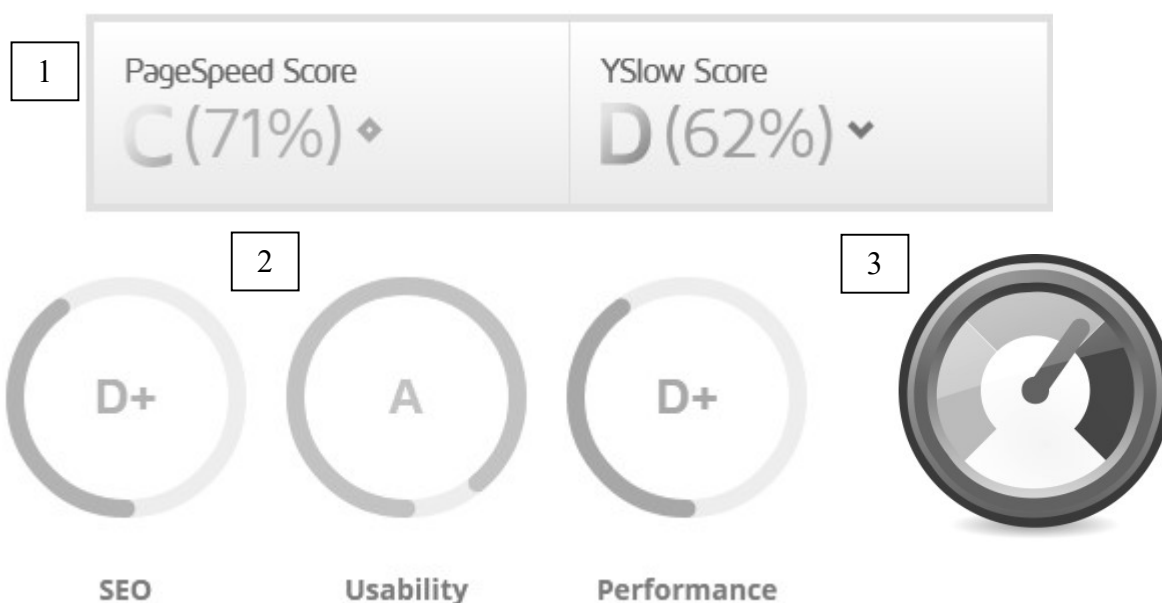 1
PageSpeed Score
C (71%)
YSlow Score
D (62%)
2
3
D+
A
D+
SEO
Usability
Performance